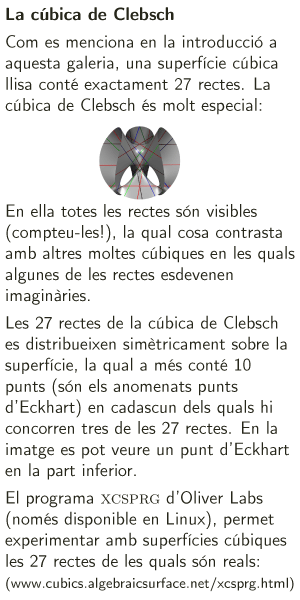 La cúbica de Clebsch
Com es menciona en la introducció a
aquesta galeria, una superfície cúbica
llisa conté exactament 27 rectes. La
cúbica de Clebsch és molt especial:
En ella totes les rectes són visibles
(compteu-les!), la qual cosa contrasta
amb altres moltes cúbiques en les quals
algunes de les rectes esdevenen
imaginàries.
Les 27 rectes de la cúbica de Clebsch
es distribueixen simètricament sobre la
superfície, la qual a més conté 10
punts (són els anomenats punts
d'Eckhart) en cadascun dels quals hi
concorren tres de les 27 rectes. En la
imatge es pot veure un punt d'Eckhart
en la part inferior.
El programa XCSPRG d'Oliver Labs
(només disponible en Linux), permet
experimentar amb superfícies cúbiques
les 27 rectes de les quals són reals:
(www.cubics.algebraicsurface.net/xcsprg.html)